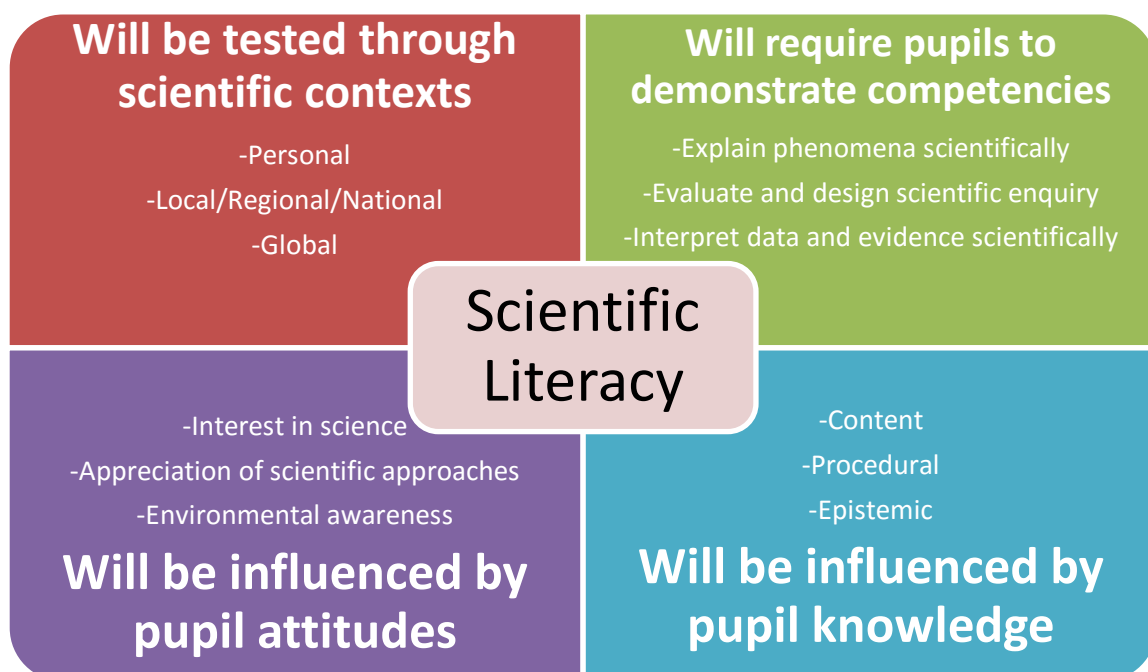 Will be tested through
scientific contexts
-Personal
-Local/Regional/National
-Global
Will require pupils to
demonstrate competencies
-Explain phenomena scientifically
-Evaluate and design scientific enquiry
-Interpret data and evidence scientifically
Scientific
Literacy
-Interest in science
-Appreciation of scientific approaches
-Environmental awareness
Will be influenced by
pupil attitudes
-Content
-Procedural
-Epistemic
Will be influenced by
pupil knowledge